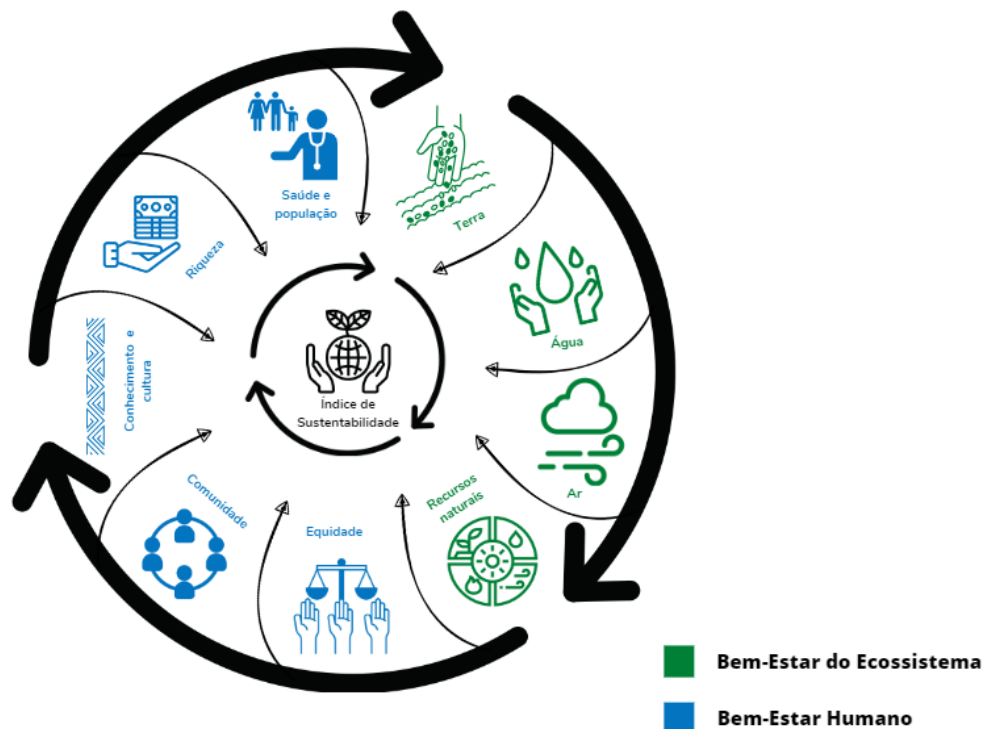 Saúde e
população
Terra
Riqueza
Água
Conhecimento e
cultura
Índice de
Sustentabilidade
Ar
Recursos
naturais
Comunidade
Equidade
Bem-Estar do Ecossistema
Bem-Estar Humano